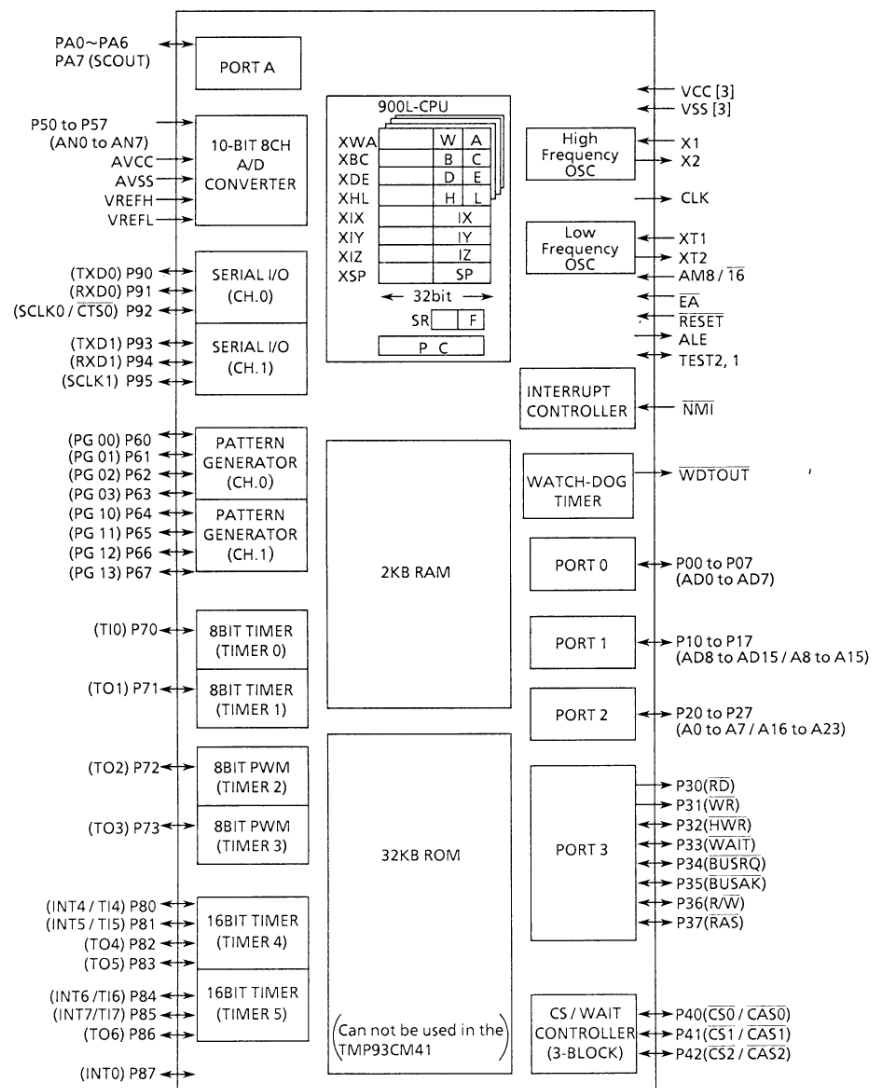 PA0~PA6
PA7 (SCOUT)
PORT A
P50 to P57
(AN0 to AN7)
AVCC
AVSS
VREFH
VREFL
10-BIT 8CH
A/D
CONVERTER
(TXD0) P90
(RXD0) P91
(SCLK0 / CTS0) P92
SERIAL I/O
(CH.0)
(TXD1) P93
(RXD1) P94
(SCLK1) P95
SERIAL I/O
(CH.1)
(PG 00) P60
(PG 01) P61
(PG 02) P62
(PG 03) P63
PATTERN
GENERATOR
(CH.0)
(PG 10) P64
(PG 11) P65
(PG 12) P66
(PG 13) P67
PATTERN
GENERATOR
(CH.1)
(TI0) P70
8BIT TIMER
(TIMER 0)
(TO1) P71
8BIT TIMER
(TIMER 1)
(TO2) P72
8BIT PWM
(TIMER 2)
(TO3) P73
8BIT PWM
(TIMER 3)
(INT4 / TI4) P80
(INT5 / TI5) P81
(TO4) P82
(TO5) P83
16BIT TIMER
(TIMER 4)
(INT6 /TI6) P84
(INT7/TI7) P85
(TO6) P86
16BIT TIMER
(TIMER 5)
(INT0) P87
900L-CPU
XWA W A
XBC B C
XDE D E
XHL H L
XIX IX
XIY IY
XIZ IZ
XSP SP
32bit
SR F
P C
2KB RAM
32KB ROM
(Can not be used in the
TMP93CM41)
VCC [3]
VSS [3]
High
Frequency
OSC
X1
X2
CLK
Low
Frequency
OSC
XT1
XT2
AM8 / 16
EA
RESET
ALE
TEST2, 1
INTERRUPT
CONTROLLER
NMI
WATCH-DOG
TIMER
WDTOUT
PORT 0
P00 to P07
(AD0 to AD7)
PORT 1
P10 to P17
(AD8 to AD15 / A8 to A15)
PORT 2
P20 to P27
(A0 to A7 / A16 to A23)
PORT 3
P30(RD)
P31(WR)
P32(HWR)
P33(WAIT)
P34(BUSRQ)
P35(BUSAK)
P36(R/W)
P37(RAS)
CS / WAIT
CONTROLLER
(3-BLOCK)
P40(CS0 / CAS0)
P41(CS1 / CAS1)
P42(CS2 / CAS2)